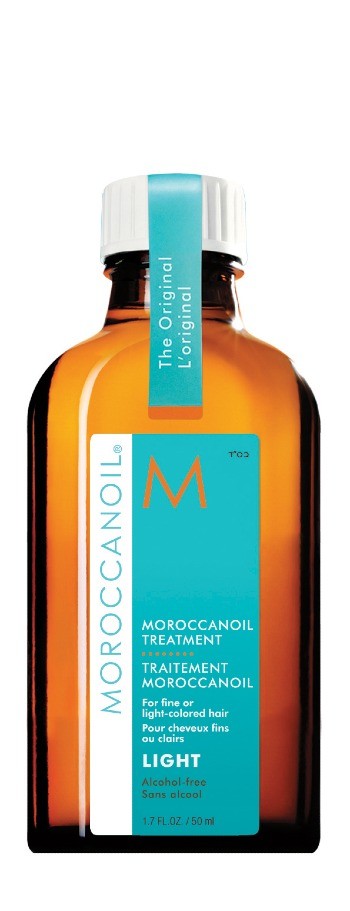 The Original
L'original
MOROCCANOIL®
M
MOROCCANOIL
TREATMENT
TRAITEMENT
MOROCCANOIL
For fine or
light-colored hair
Pour cheveux fins
ou clairs
LIGHT
Alcohol-free
Sans alcool
1.7 FL.OZ. / 50 ml